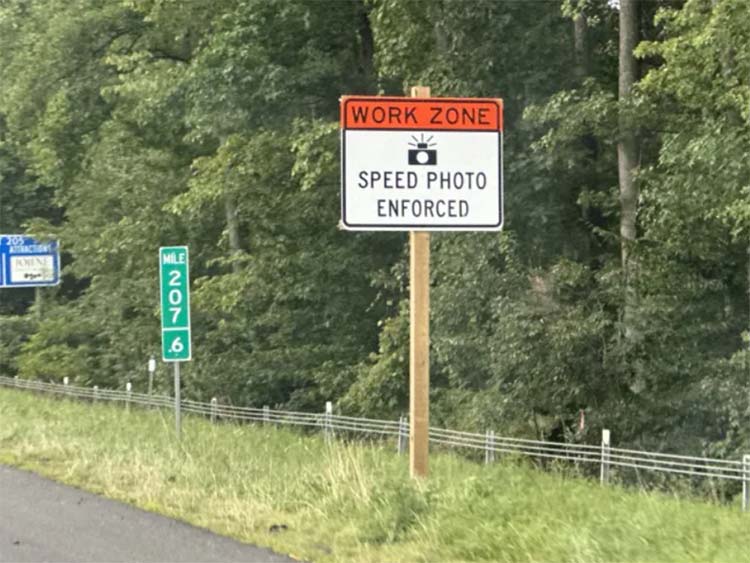 205
ATTRACTIONS
MILE
2
0
7
.6
WORK ZONE
SPEED PHOTO
ENFORCED